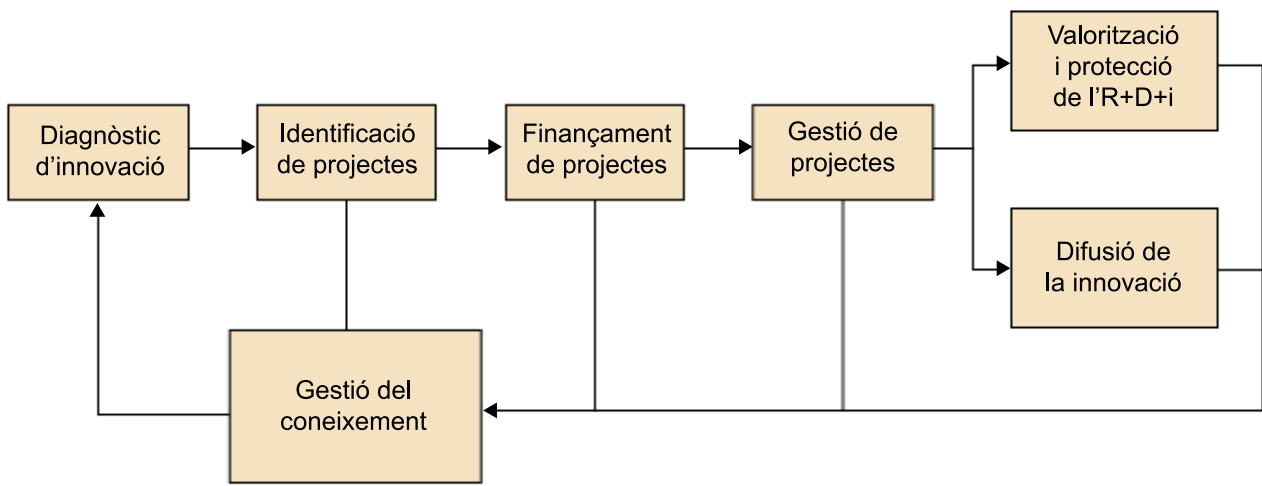 Diagnòstic
d’innovació
Identificació
de projectes
Finançament
de projectes
Gestió de
projectes
Valorització
i protecció
de l’R+D+i
Difusió de
la innovació
Gestió del
coneixement